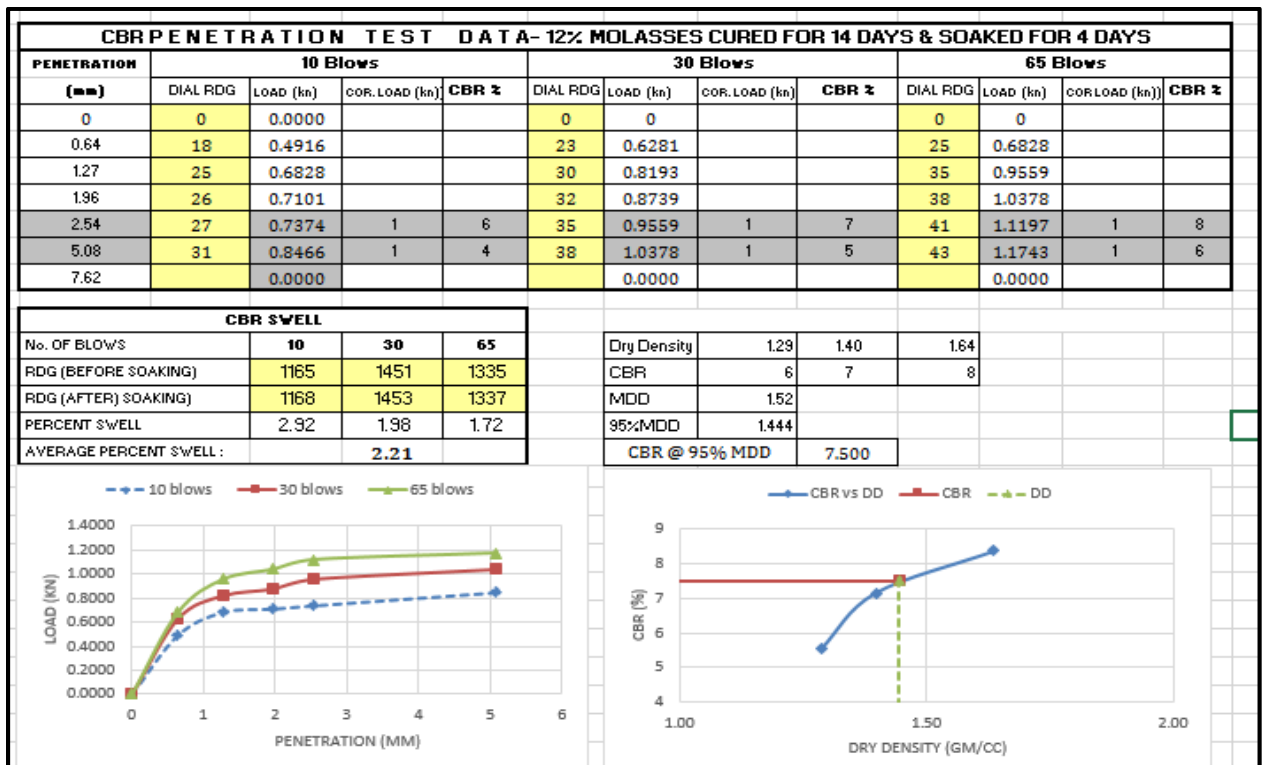 CBR PENETRATION TEST DATA- 12% MOLASSES CURED FOR 14 DAYS & SOAKED FOR 4 DAYS
PENETRATION 10 Blows 30 Blows 65 Blows
(mm) DIAL RDG LOAD (kn) COR.LOAD (kn)) CBR % DIAL RDG LOAD (kn) COR.LOAD (kn) CBR % DIAL RDG LOAD (kn) COR LOAD (kn)) CBR %
0 0 0.0000 0 0 0 0
0.64 18 0.4916 23 0.6281 25 0.6828
1.27 25 0.6828 30 0.8193 35 0.9559
1.96 26 0.7101 32 0.8739 38 1.0378
2.54 27 0.7374 1 6 35 0.9559 1 7 41 1.1197 1 8
5.08 31 0.8466 1 4 38 1.0378 1 5 43 1.1743 1 6
7.62 0.0000 0.0000 0.0000
CBR SWELL
No. OF BLOWS 10 30 65
RDG (BEFORE SOAKING) 1165 1451 1335
RDG (AFTER) SOAKING) 1168 1453 1337
PERCENT SWELL 2.92 1.98 1.72
AVERAGE PERCENT SWELL : 2.21
Dry Density 1.29 1.40 1.64
CBR 6 7 8
MDD 1.52
95%MDD 1.444
CBR @ 95% MDD 7.500
10 blows 30 blows 65 blows
1.4000
1.2000
1.0000
0.8000
0.6000
0.4000
0.2000
0.0000
LOAD (KN)
0 1 2 3 4 5 6
PENETRATION (MM)
CBR vs DD CBR DD
9
8
7
6
5
4
CBR (%)
1.00 1.50 2.00
DRY DENSITY (GM/CC)